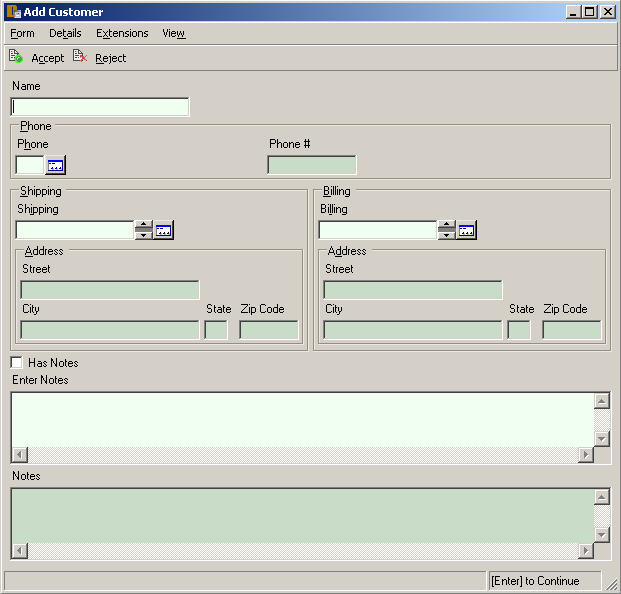 Add Customer
Form Details Extensions View
Accept Reject
Name
Phone
Phone Phone #
Shipping Billing
Shipping Billing
Address Address
Street Street
City State Zip Code City State Zip Code
Has Notes
Enter Notes
Notes
[Enter] to Continue